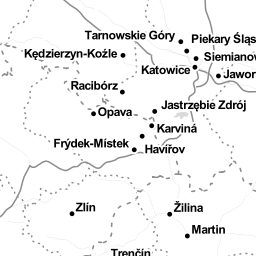 Tarnowskie Góry
Piekary Śląs
Kędzierzyn-Koźle
Siemianow
Katowice
Jawor
Racibórz
Opava
Jastrzębie Zdrój
Karviná
Frýdek-Místek
Havířov
Zlín
Žilina
Martin
Trenčín